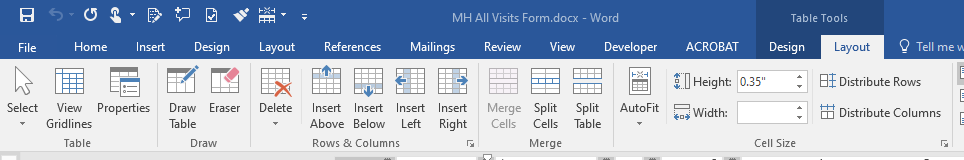 MH All Visits Form.docx - Word
Table Tools
File Home Insert Design Layout References Mailings Review View Developer ACROBAT Design Layout Tell me w
Height: 0.35" Distribute Rows
Select View Gridlines Properties Draw Table Eraser Delete Insert Above Insert Below Insert Left Insert Right Merge Cells Split Cells Split Table AutoFit Width: Distribute Columns
Table Draw Rows & Columns Merge Cell Size